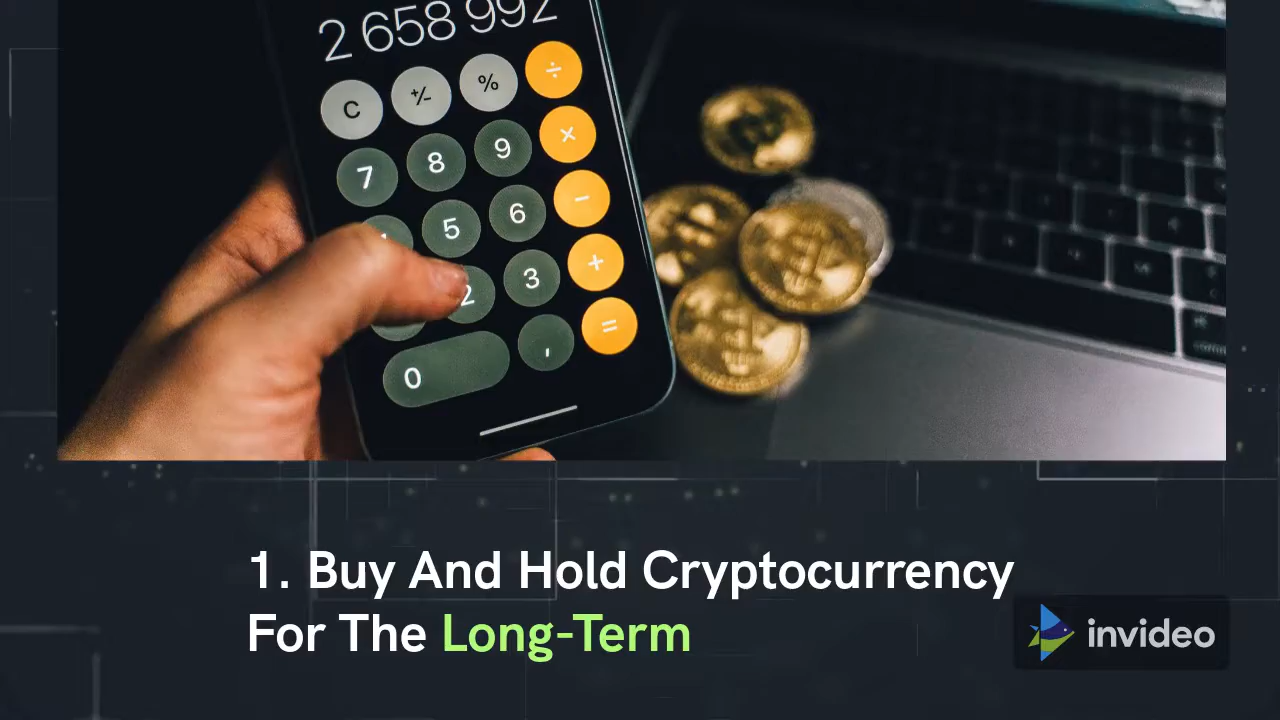 2 658 992
C +/- % ÷
7 8 9 ×
5 6 −
2 3 +
0 , =
1. Buy And Hold Cryptocurrency
For The Long-Term
invideo